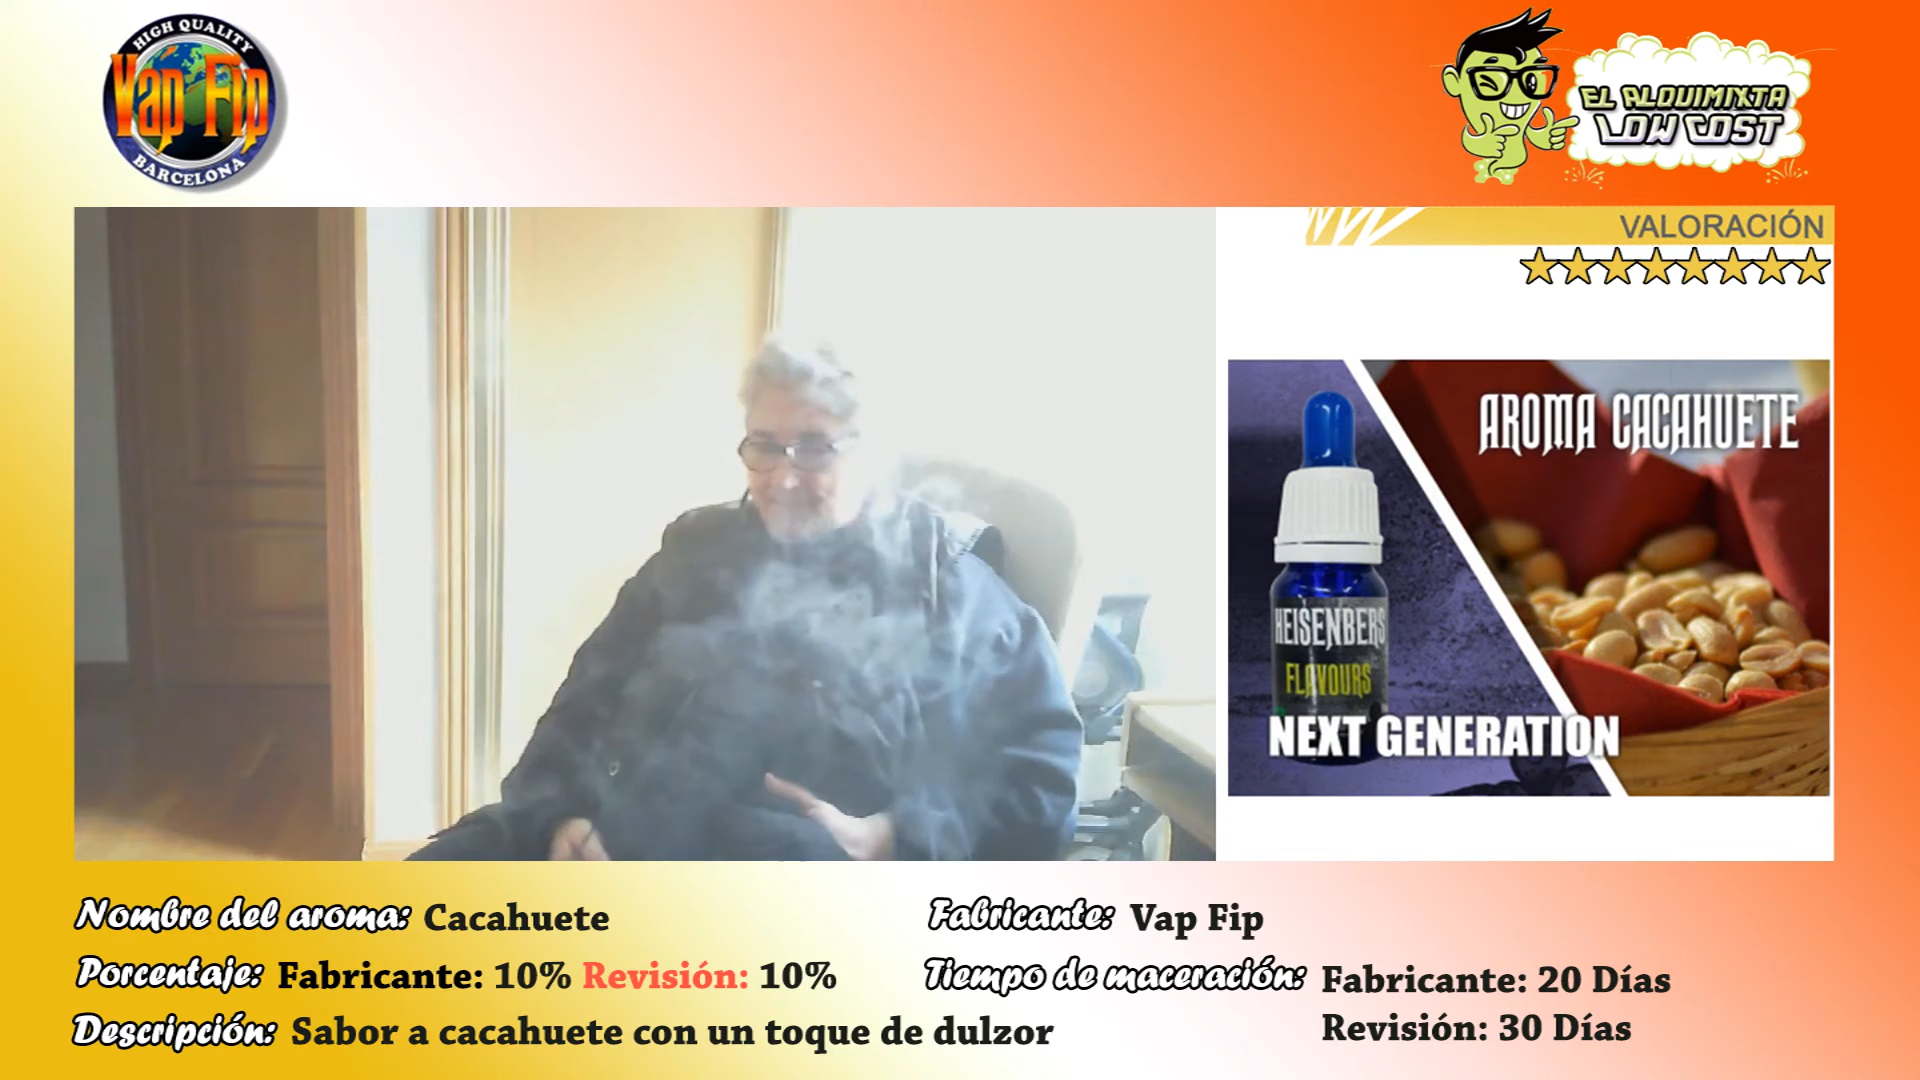 HIGH QUALITY
Vap Fip
BARCELONA
EL ALQUIMIXTA
LOW COST
VALORACIÓN
AROMA CACAHUETE
HEISENBERG
FLAVOURS
NEXT GENERATION
Nombre del aroma: Cacahuete
Fabricante: Vap Fip
Porcentaje: Fabricante: 10% Revisión: 10%
Tiempo de maceración: Fabricante: 20 Días
Revisión: 30 Días
Descripción: Sabor a cacahuete con un toque de dulzor